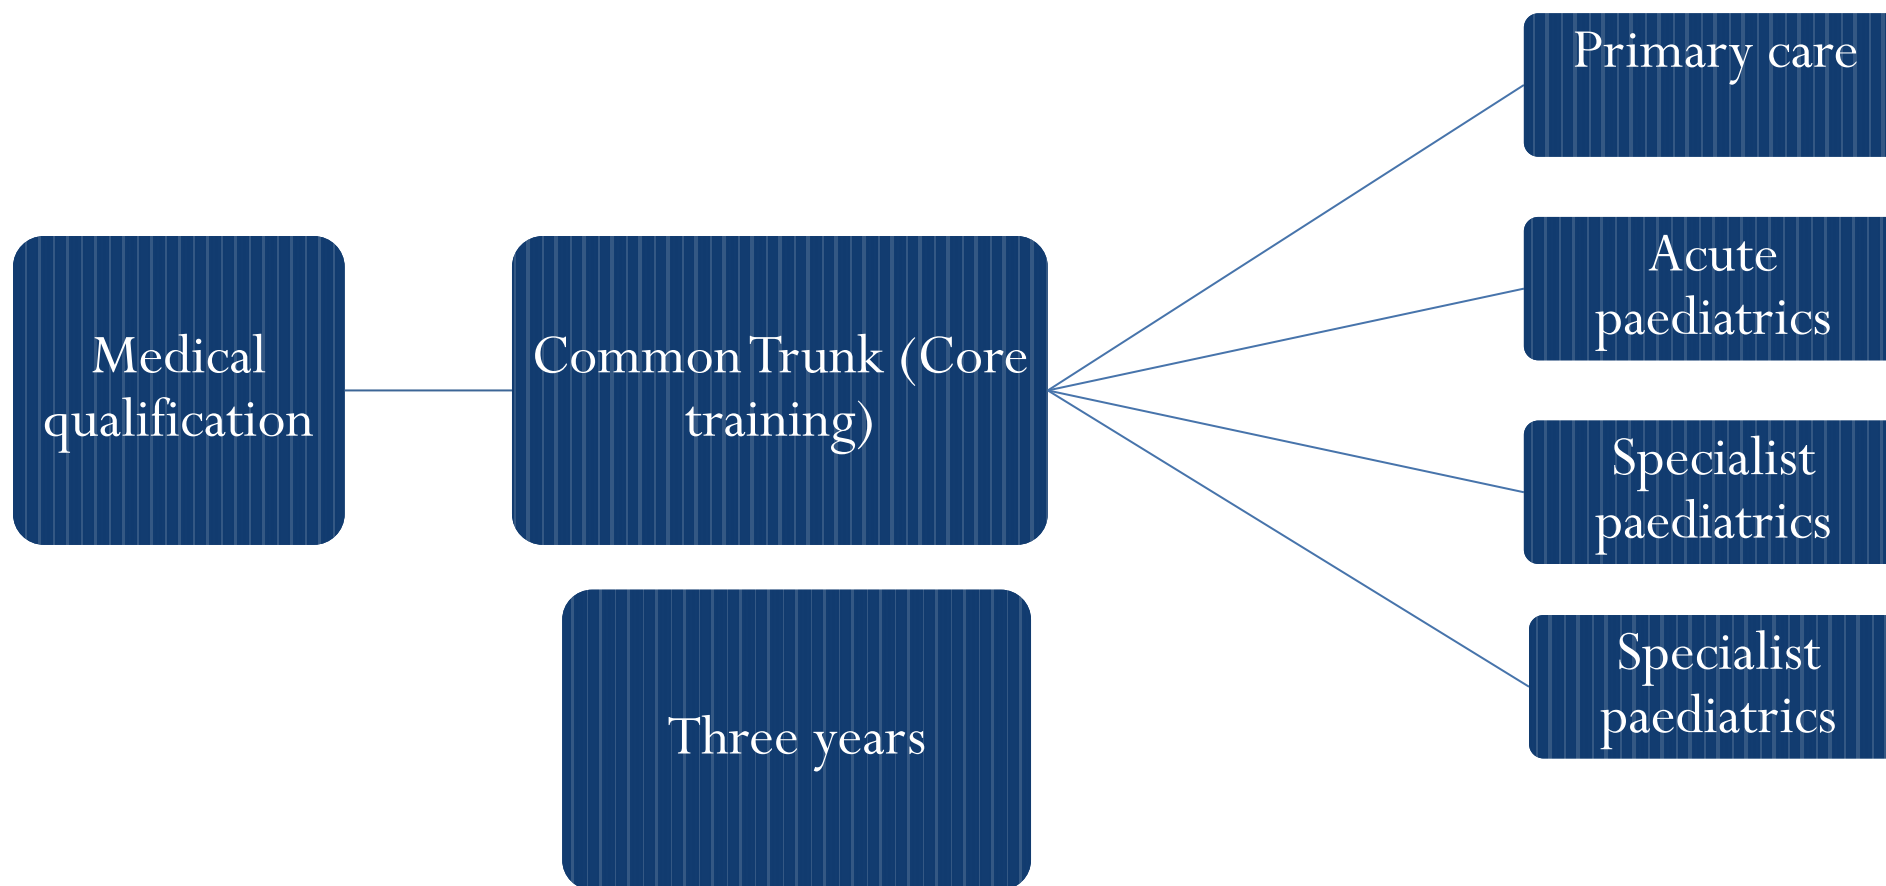 Medical
qualification
Common Trunk (Core
training)
Three years
Primary care
Acute
paediatrics
Specialist
paediatrics
Specialist
paediatrics